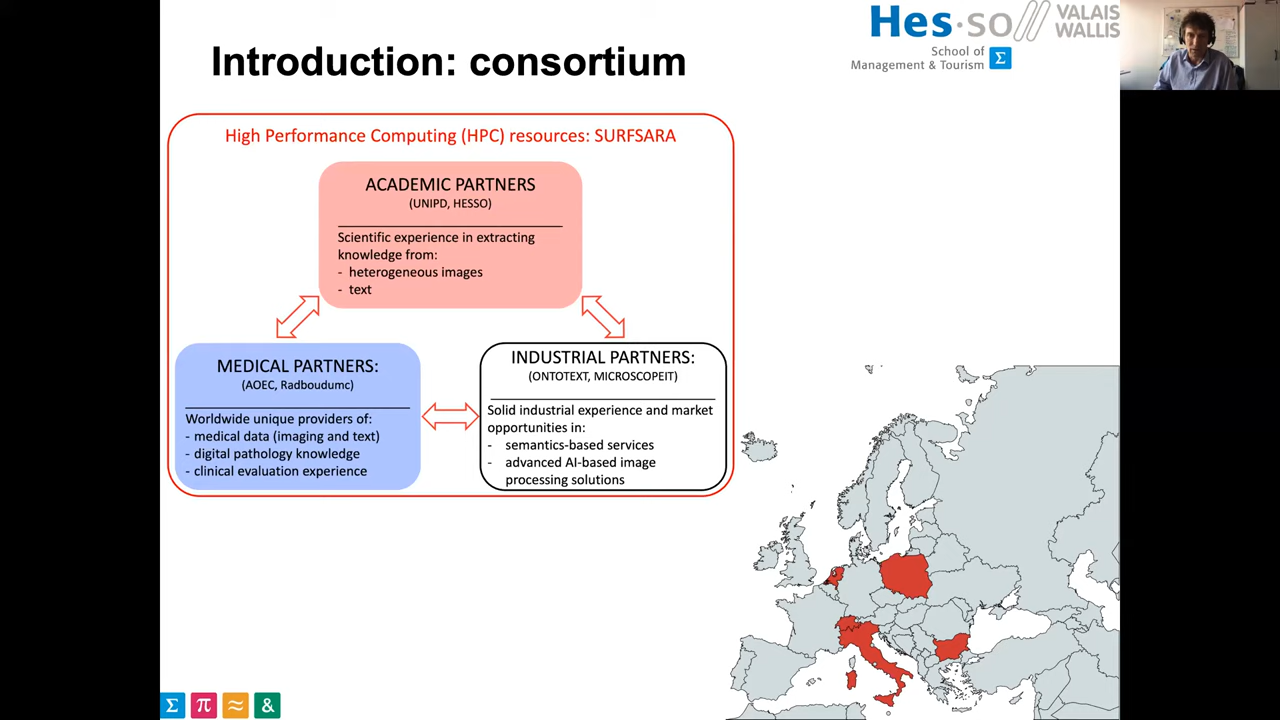 Introduction: consortium
Hes·so// VALAIS
WALLIS
School of
Management & Tourism Σ
High Performance Computing (HPC) resources: SURFSARA
ACADEMIC PARTNERS
(UNIPD, HESSO)
Scientific experience in extracting
knowledge from:
- heterogeneous images
- text
MEDICAL PARTNERS:
(AOEC, Radboudumc)
Worldwide unique providers of:
- medical data (imaging and text)
- digital pathology knowledge
- clinical evaluation experience
INDUSTRIAL PARTNERS:
(ONTOTEXT, MICROSCOPEIT)
Solid industrial experience and market
opportunities in:
- semantics-based services
- advanced AI-based image
processing solutions
Σ π ≈ &